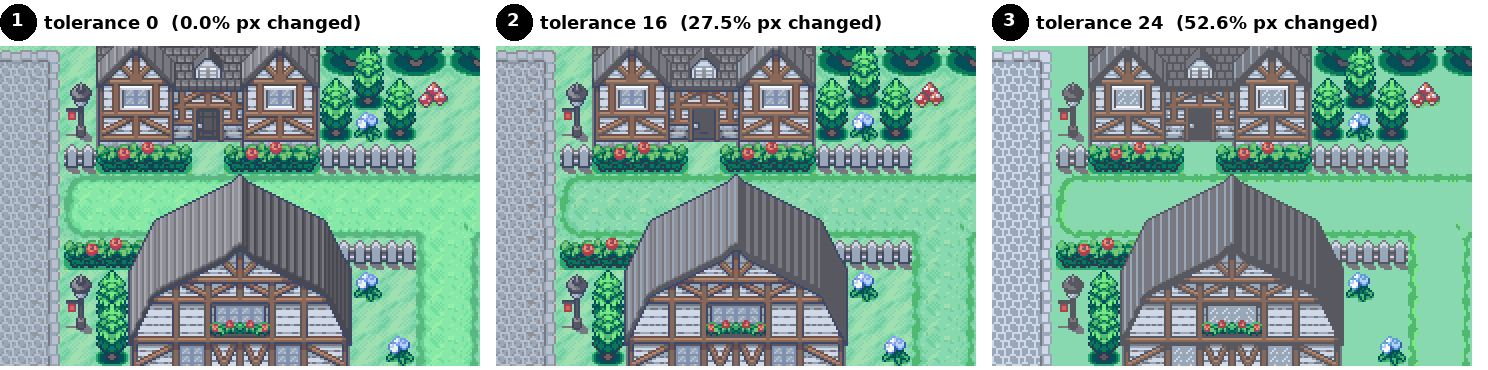 1 tolerance 0 (0.0% px changed)
2 tolerance 16 (27.5% px changed)
3 tolerance 24 (52.6% px changed)